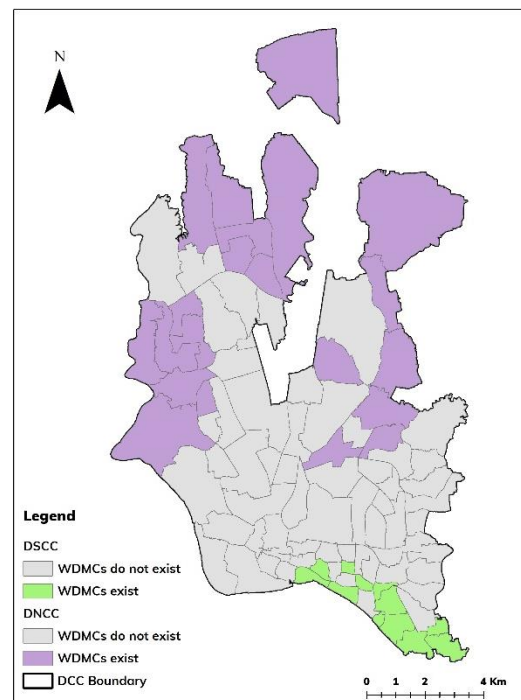 N
Legend
DSCC
WDMCs do not exist
WDMCs exist
DNCC
WDMCs do not exist
WDMCs exist
DCC Boundary
0 1 2 4 Km